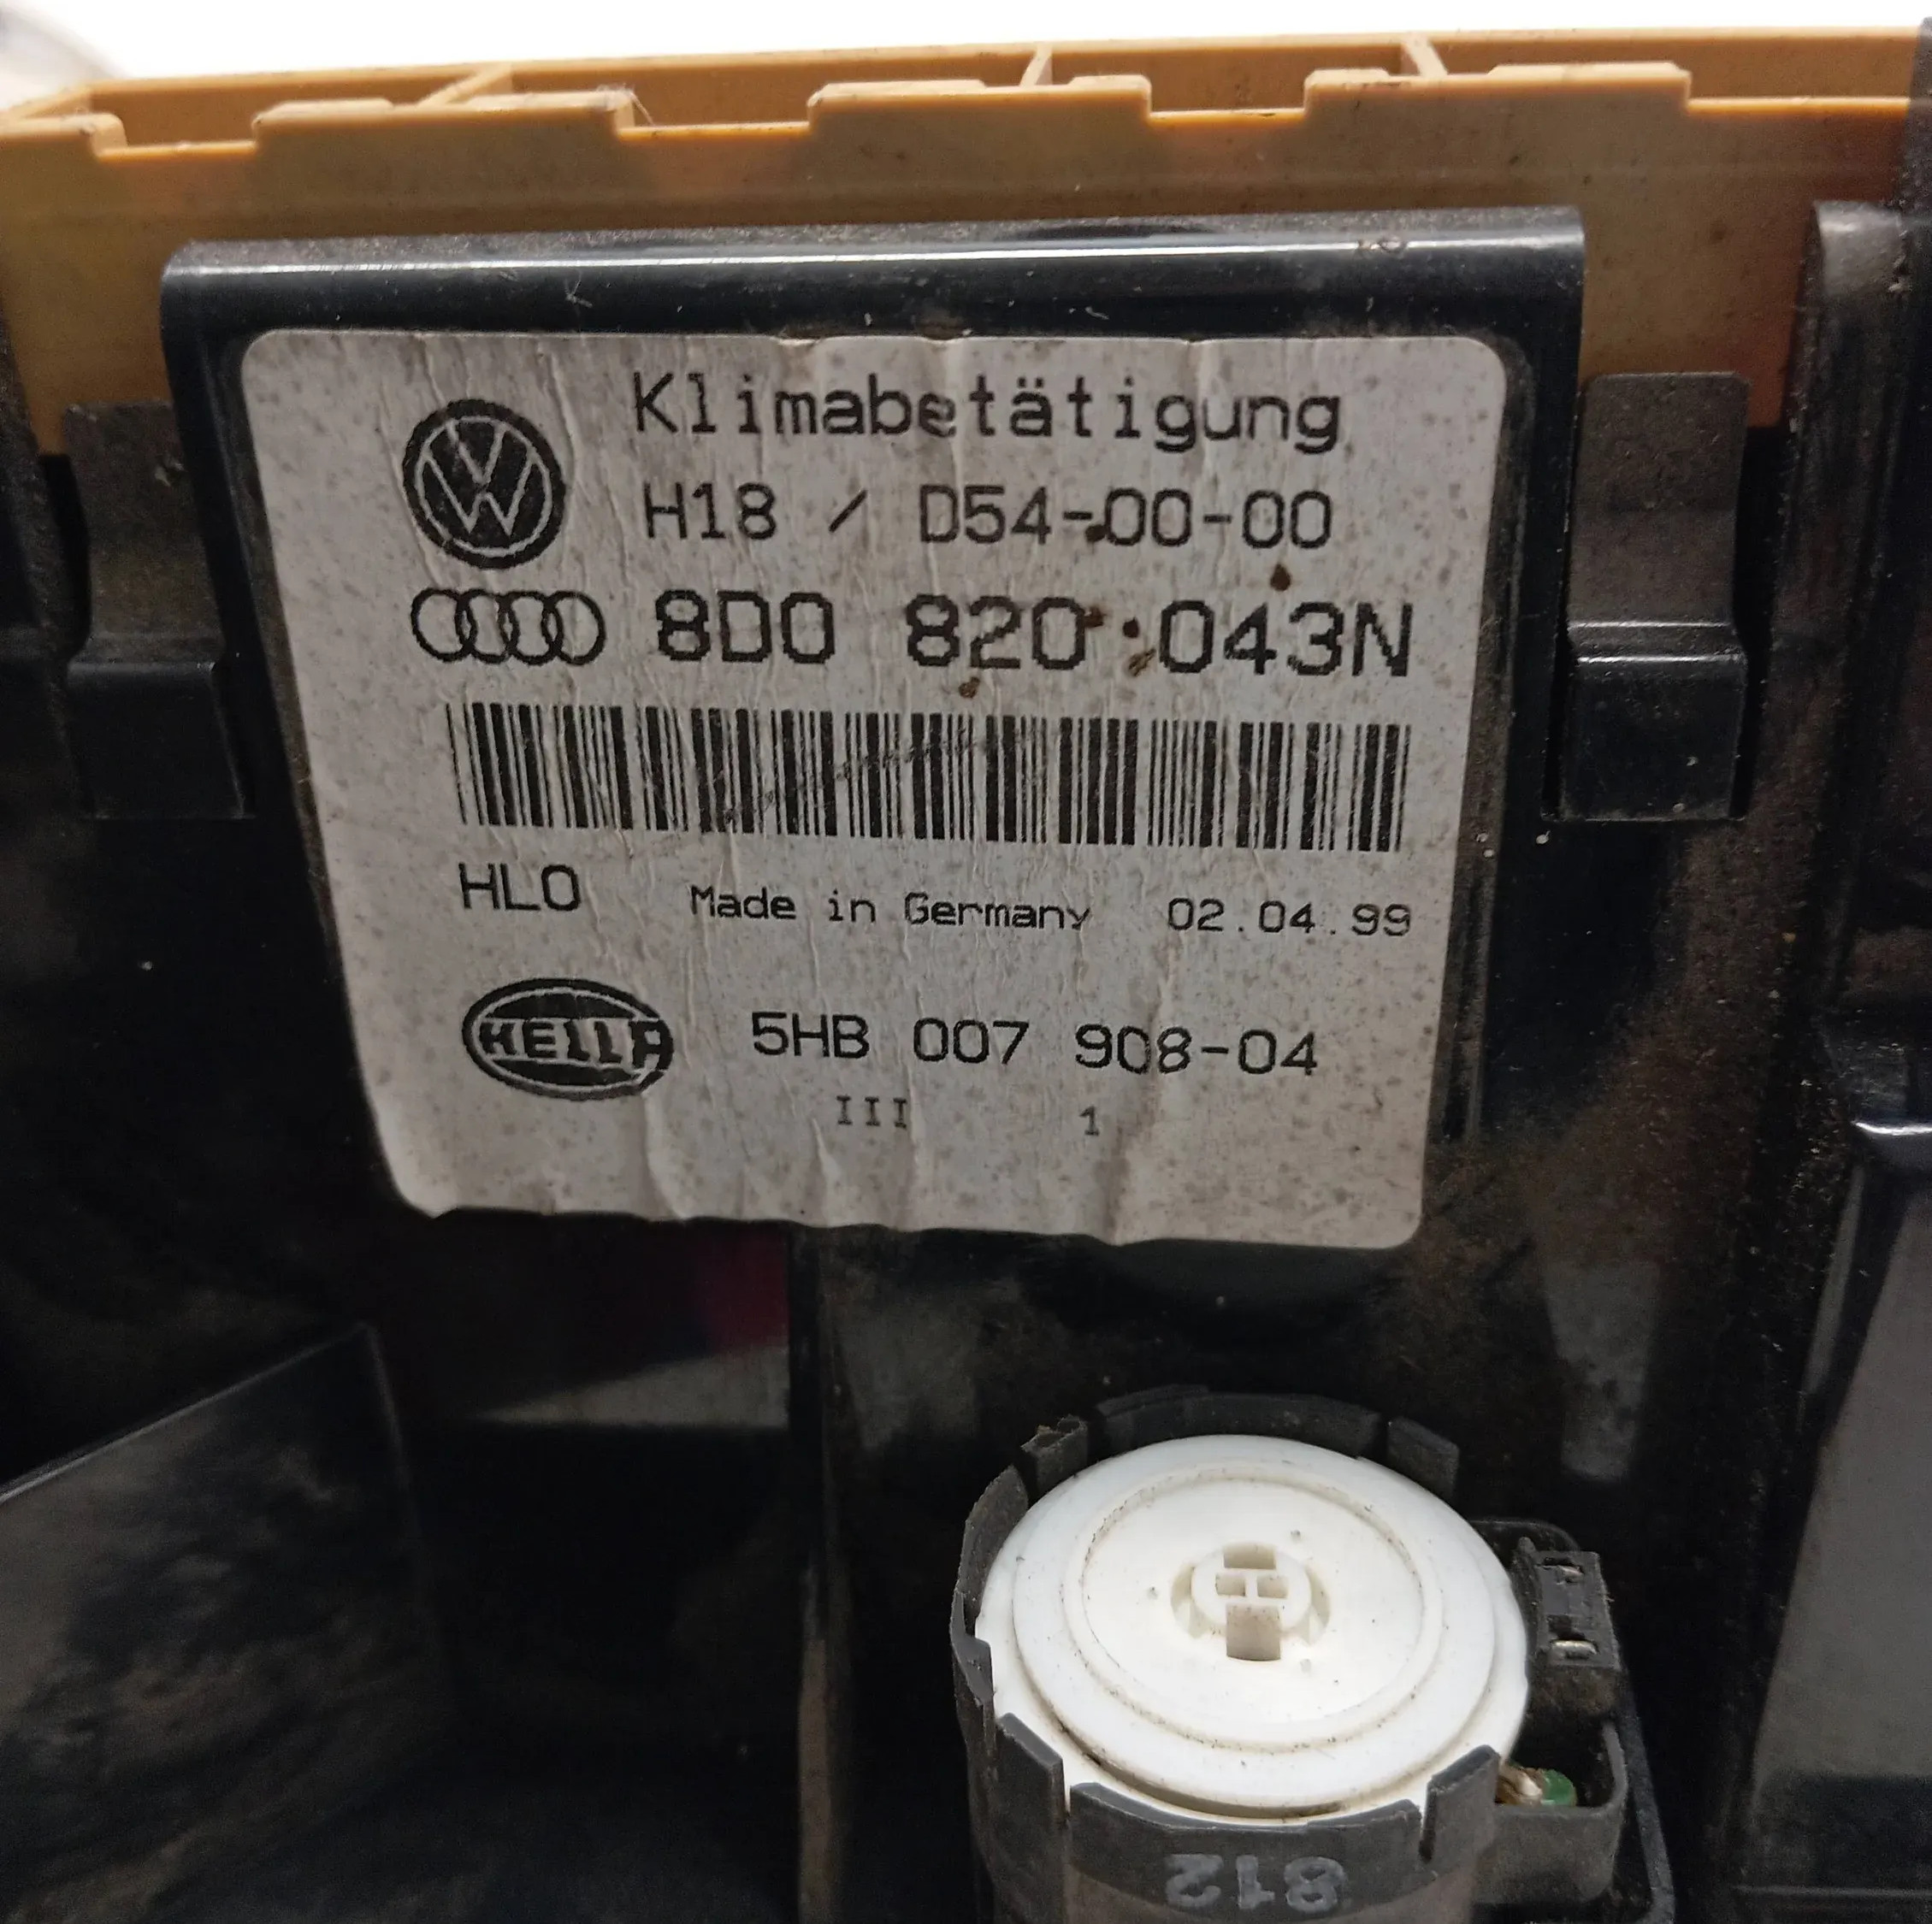 Klimabetätigung
H18 / D54-00-00
8D0 820 043N
HLO Made in Germany 02.04.99
HELLA 5HB 007 908-04
III 1
H
812